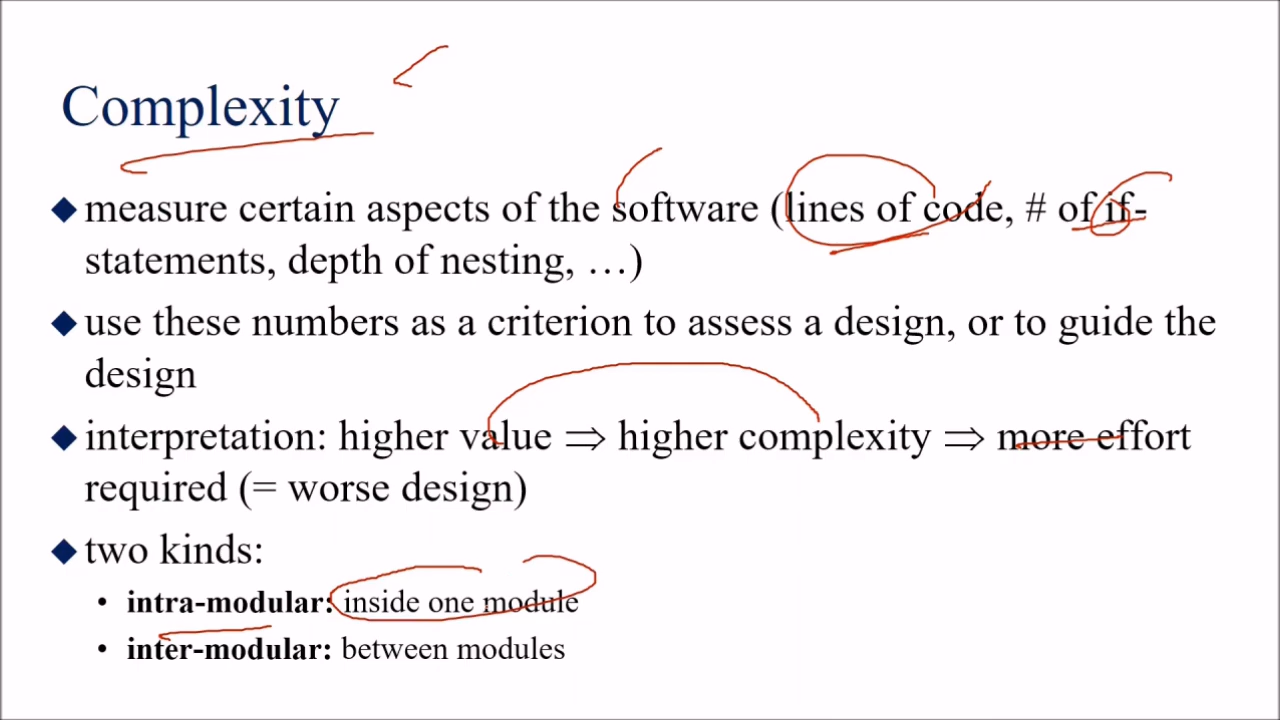 Complexity
◆ measure certain aspects of the software (lines of code, # of if-
statements, depth of nesting, …)
◆ use these numbers as a criterion to assess a design, or to guide the
design
◆ interpretation: higher value ⇒ higher complexity ⇒ more effort
required (= worse design)
◆ two kinds:
• intra-modular: inside one module
• inter-modular: between modules